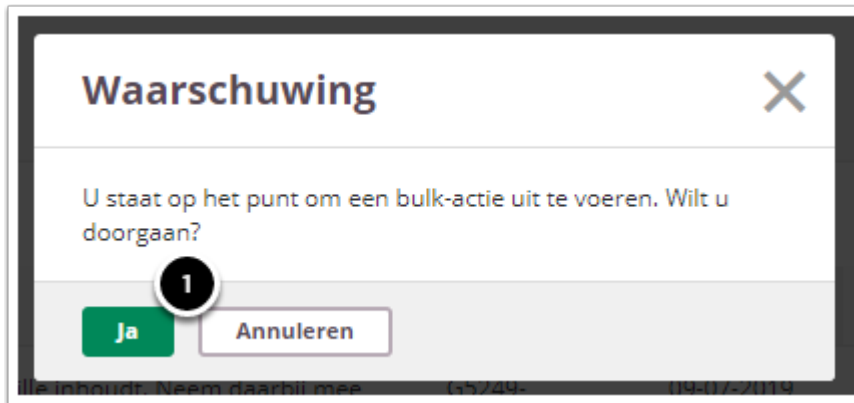 Waarschuwing
U staat op het punt om een bulk-actie uit te voeren. Wilt u
doorgaan?
1
Ja Annuleren
inhoudt. Neem daarbij mee G5249- 09-07-2019